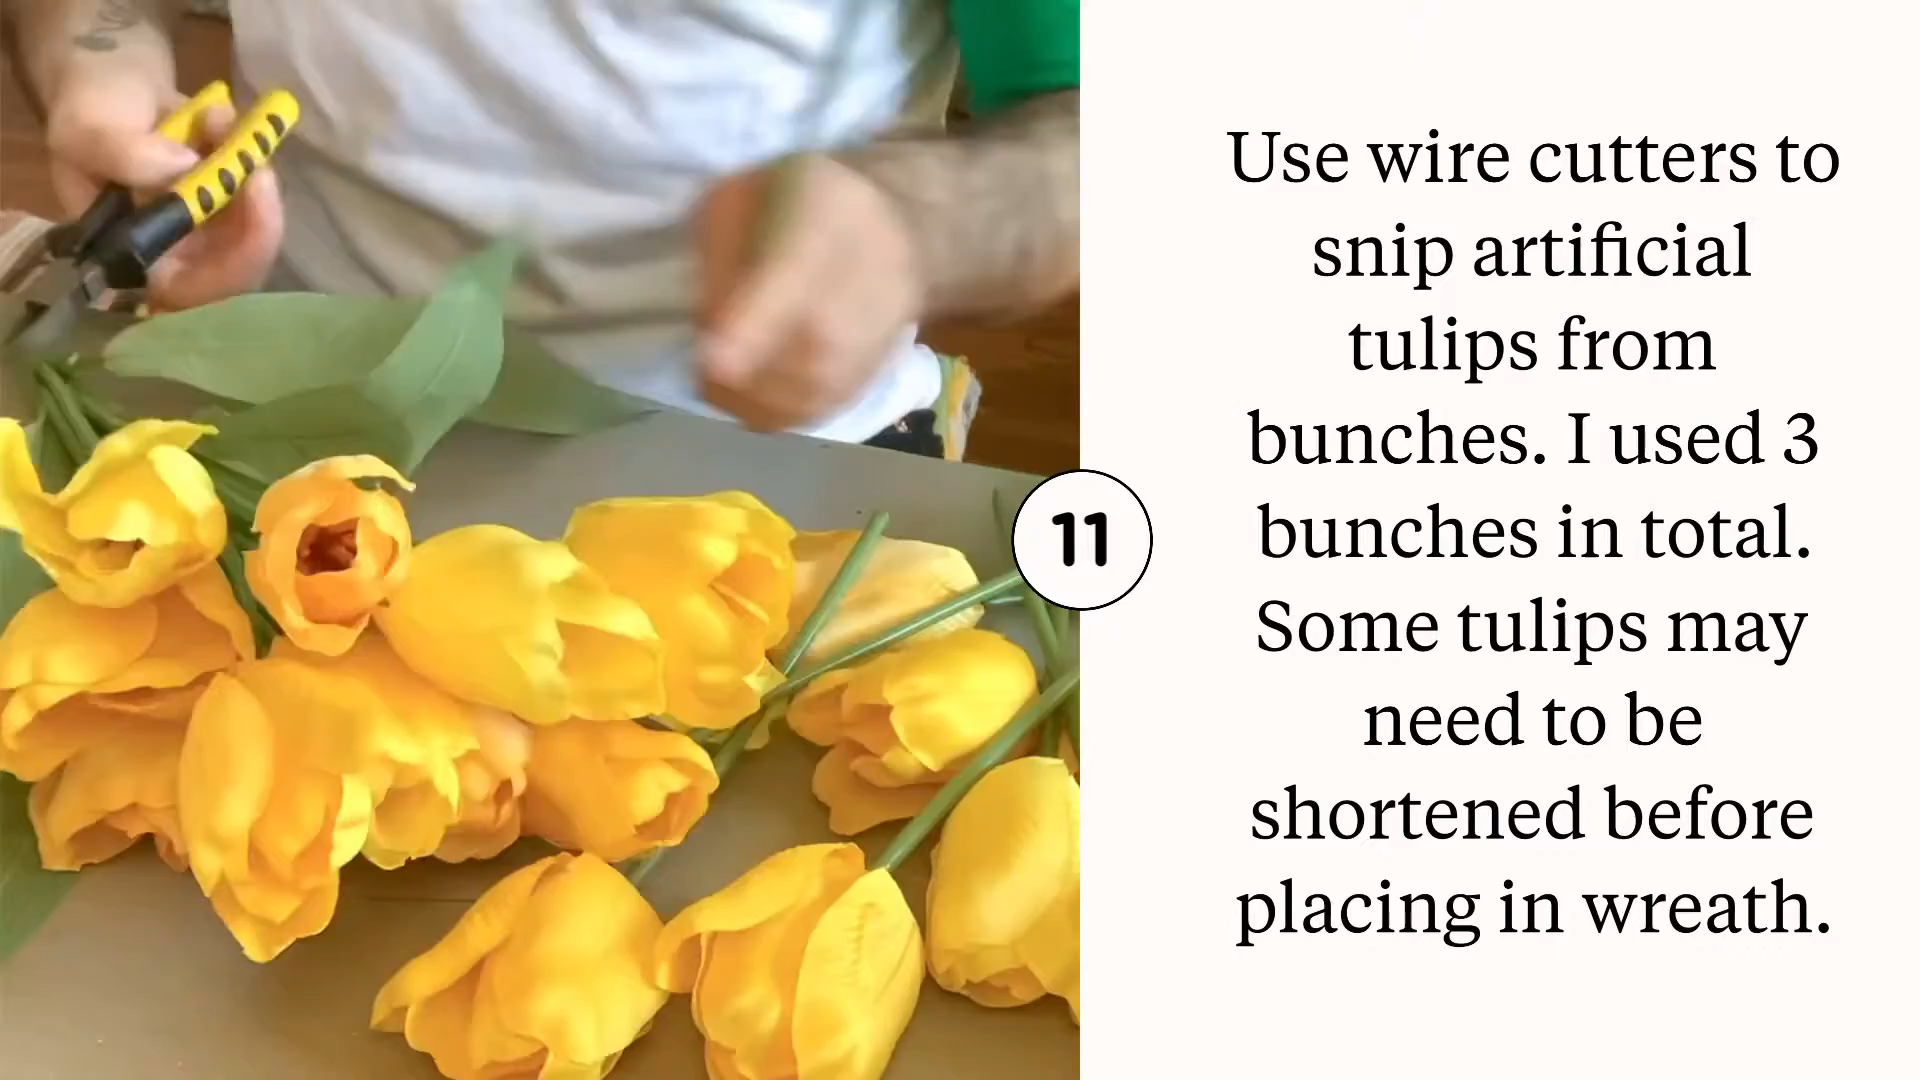 11
Use wire cutters to
snip artificial
tulips from
bunches. I used 3
bunches in total.
Some tulips may
need to be
shortened before
placing in wreath.